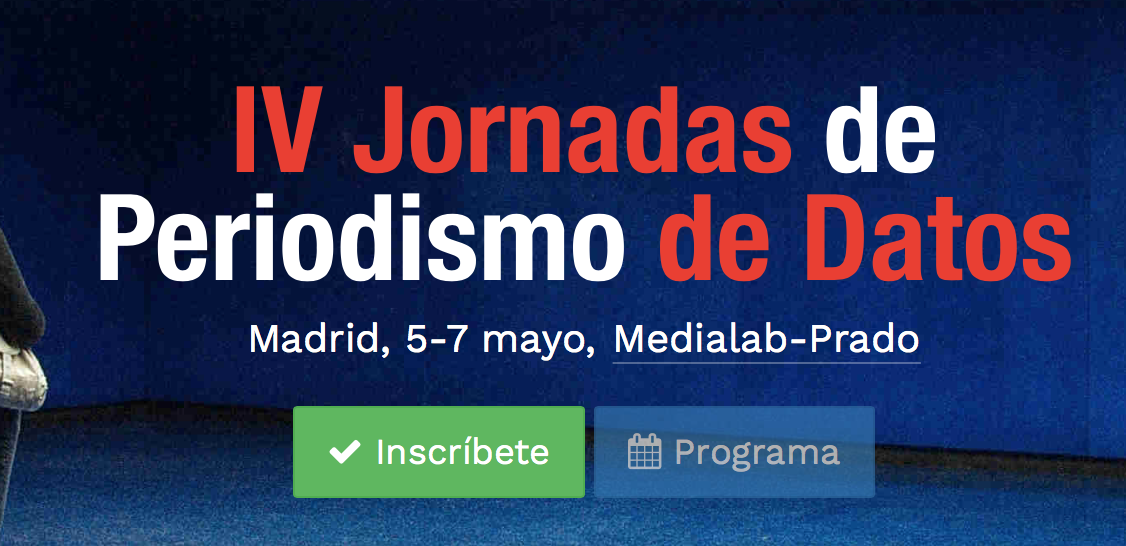 IV Jornadas de
Periodismo de Datos
Madrid, 5-7 mayo, Medialab-Prado
Inscríbete
Programa